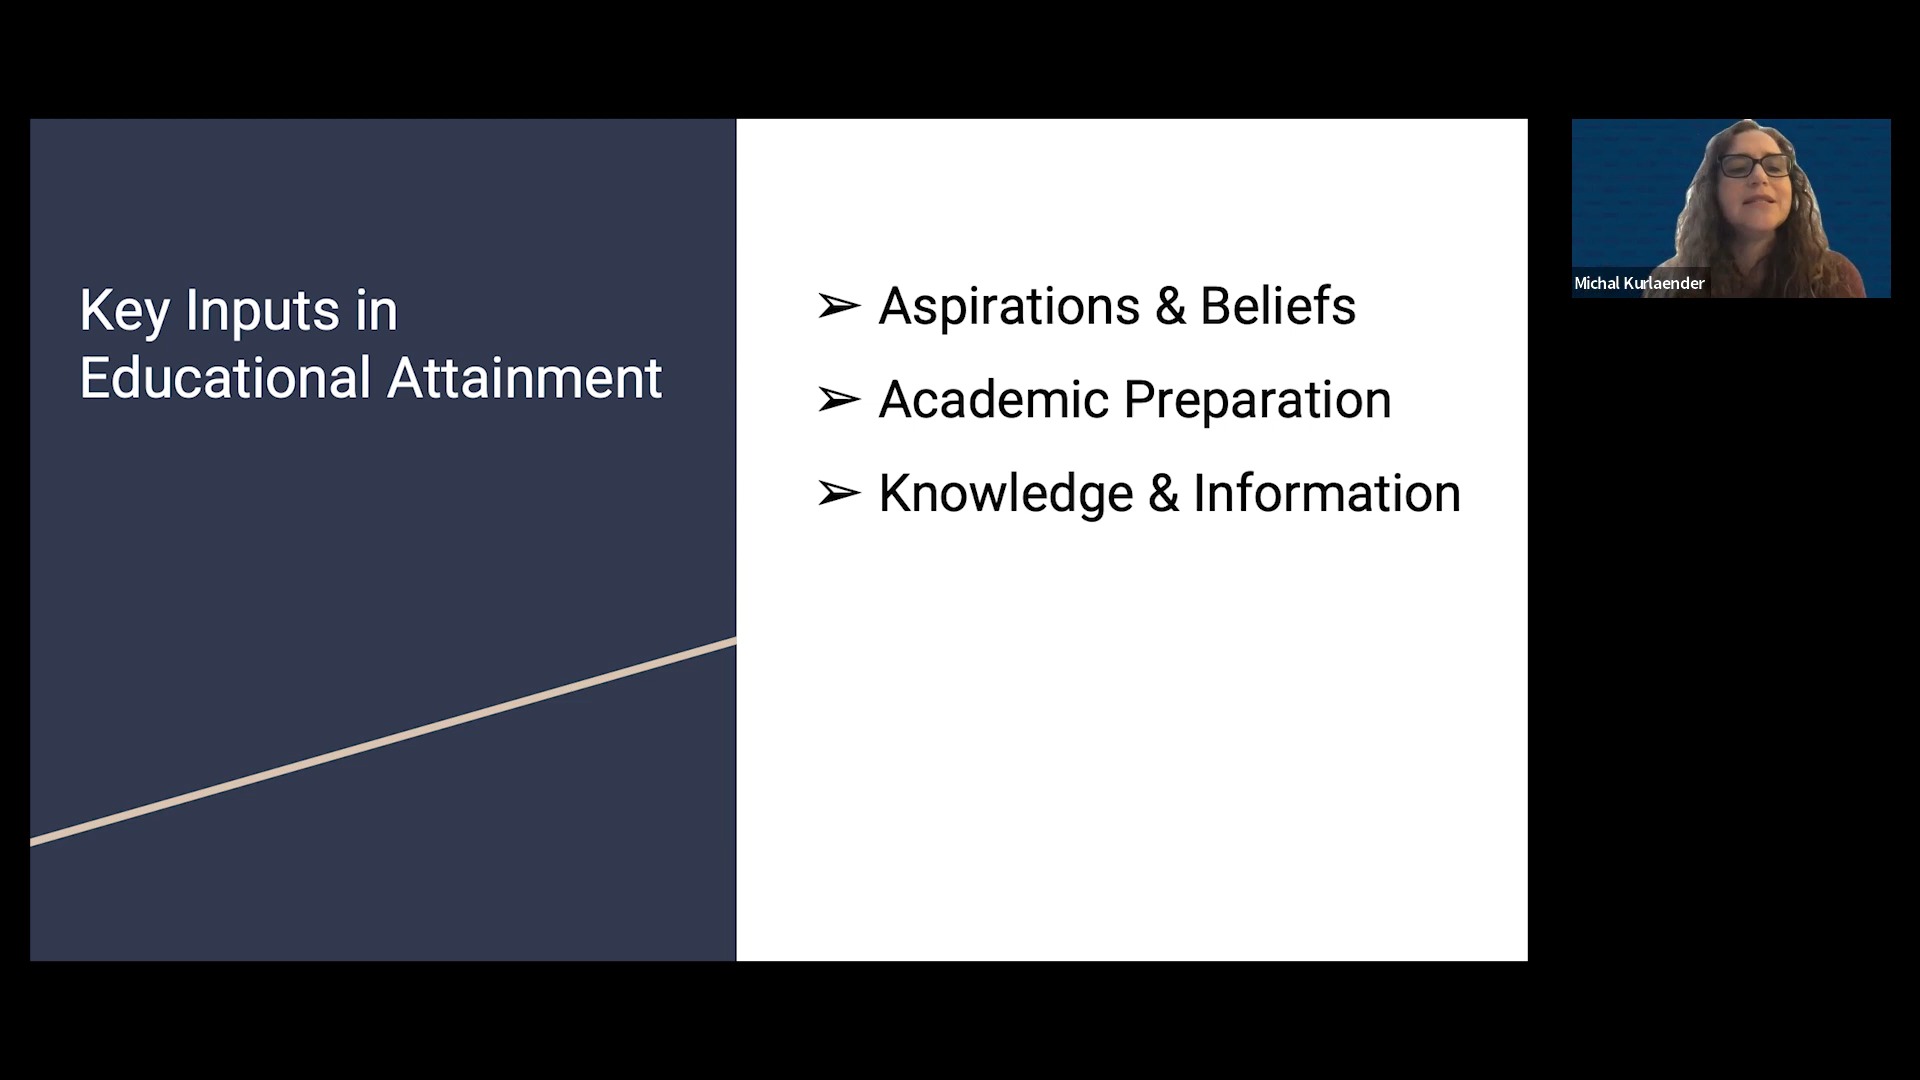 Key Inputs in
Educational Attainment
➢ Aspirations & Beliefs
➢ Academic Preparation
➢ Knowledge & Information
Michal Kurlaender